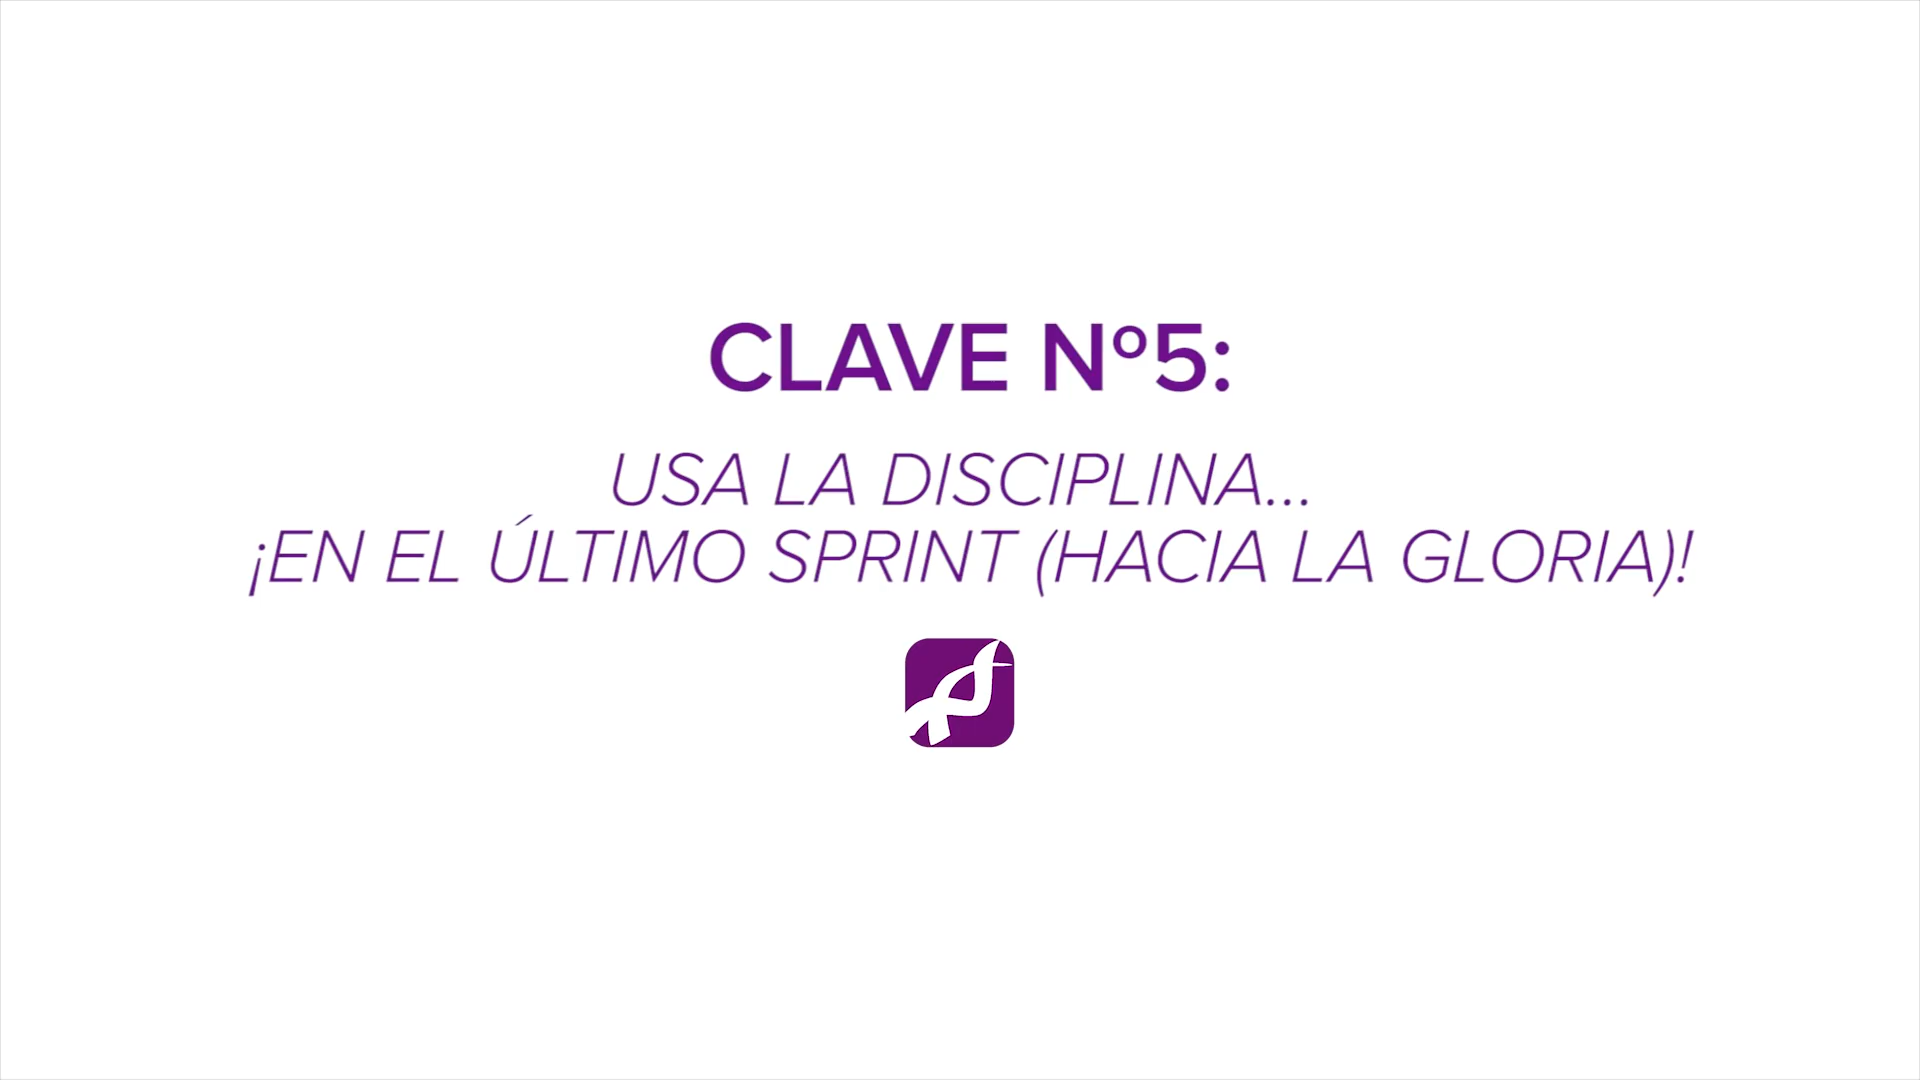 CLAVE Nº5:
USA LA DISCIPLINA...
¡EN EL ÚLTIMO SPRINT (HACIA LA GLORIA)!